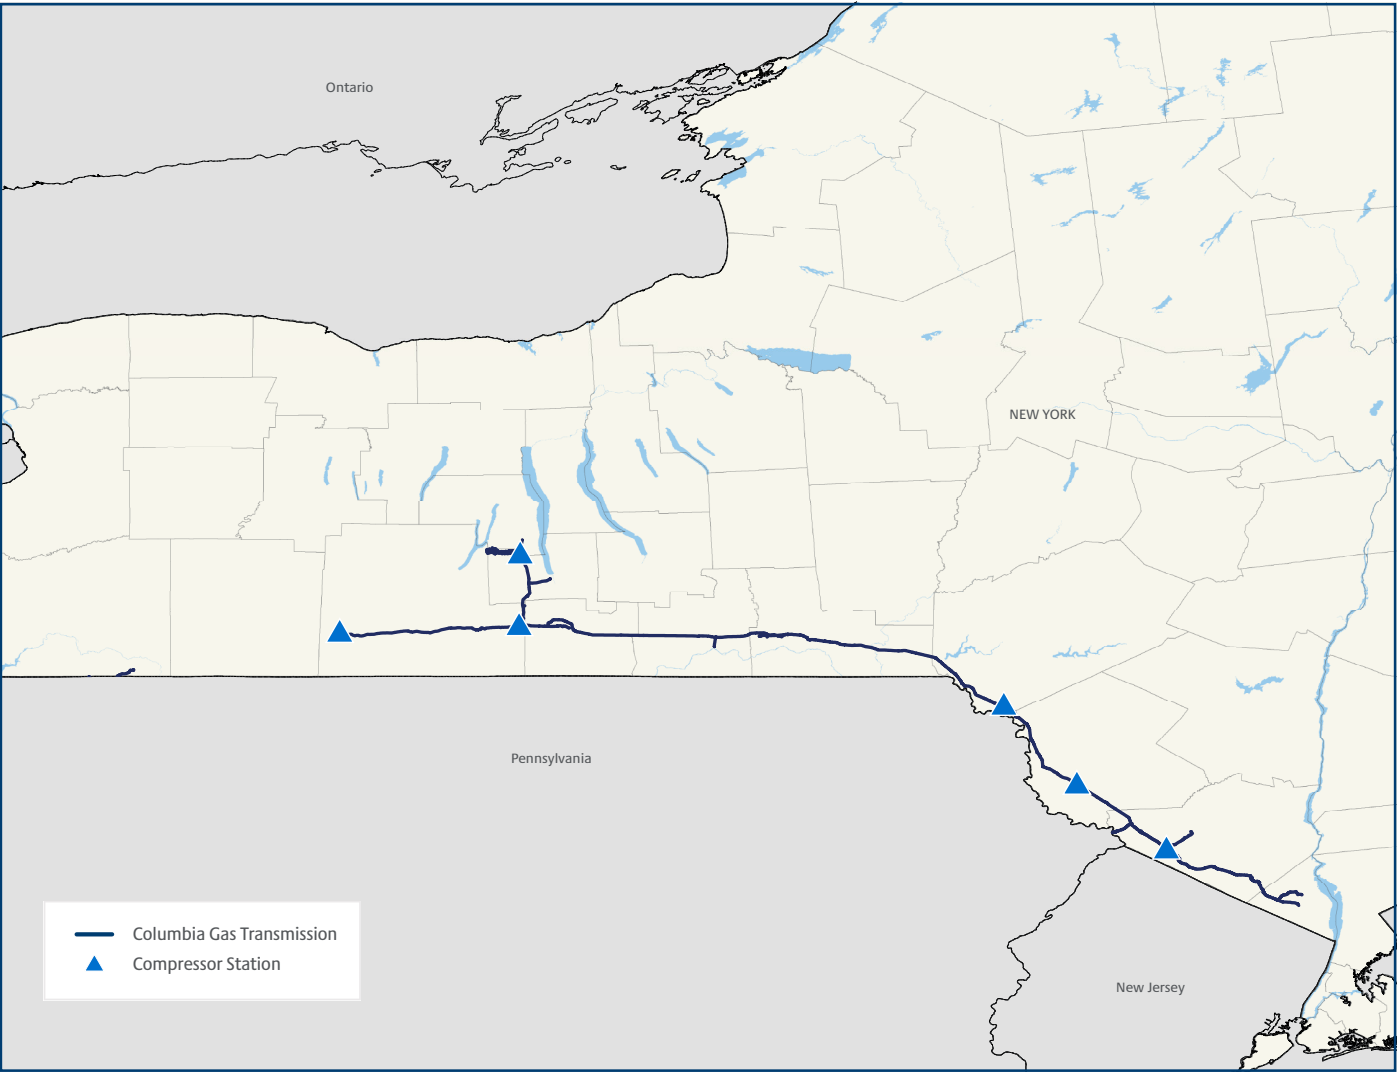 Ontario
NEW YORK
Pennsylvania
Columbia Gas Transmission
Compressor Station
New Jersey